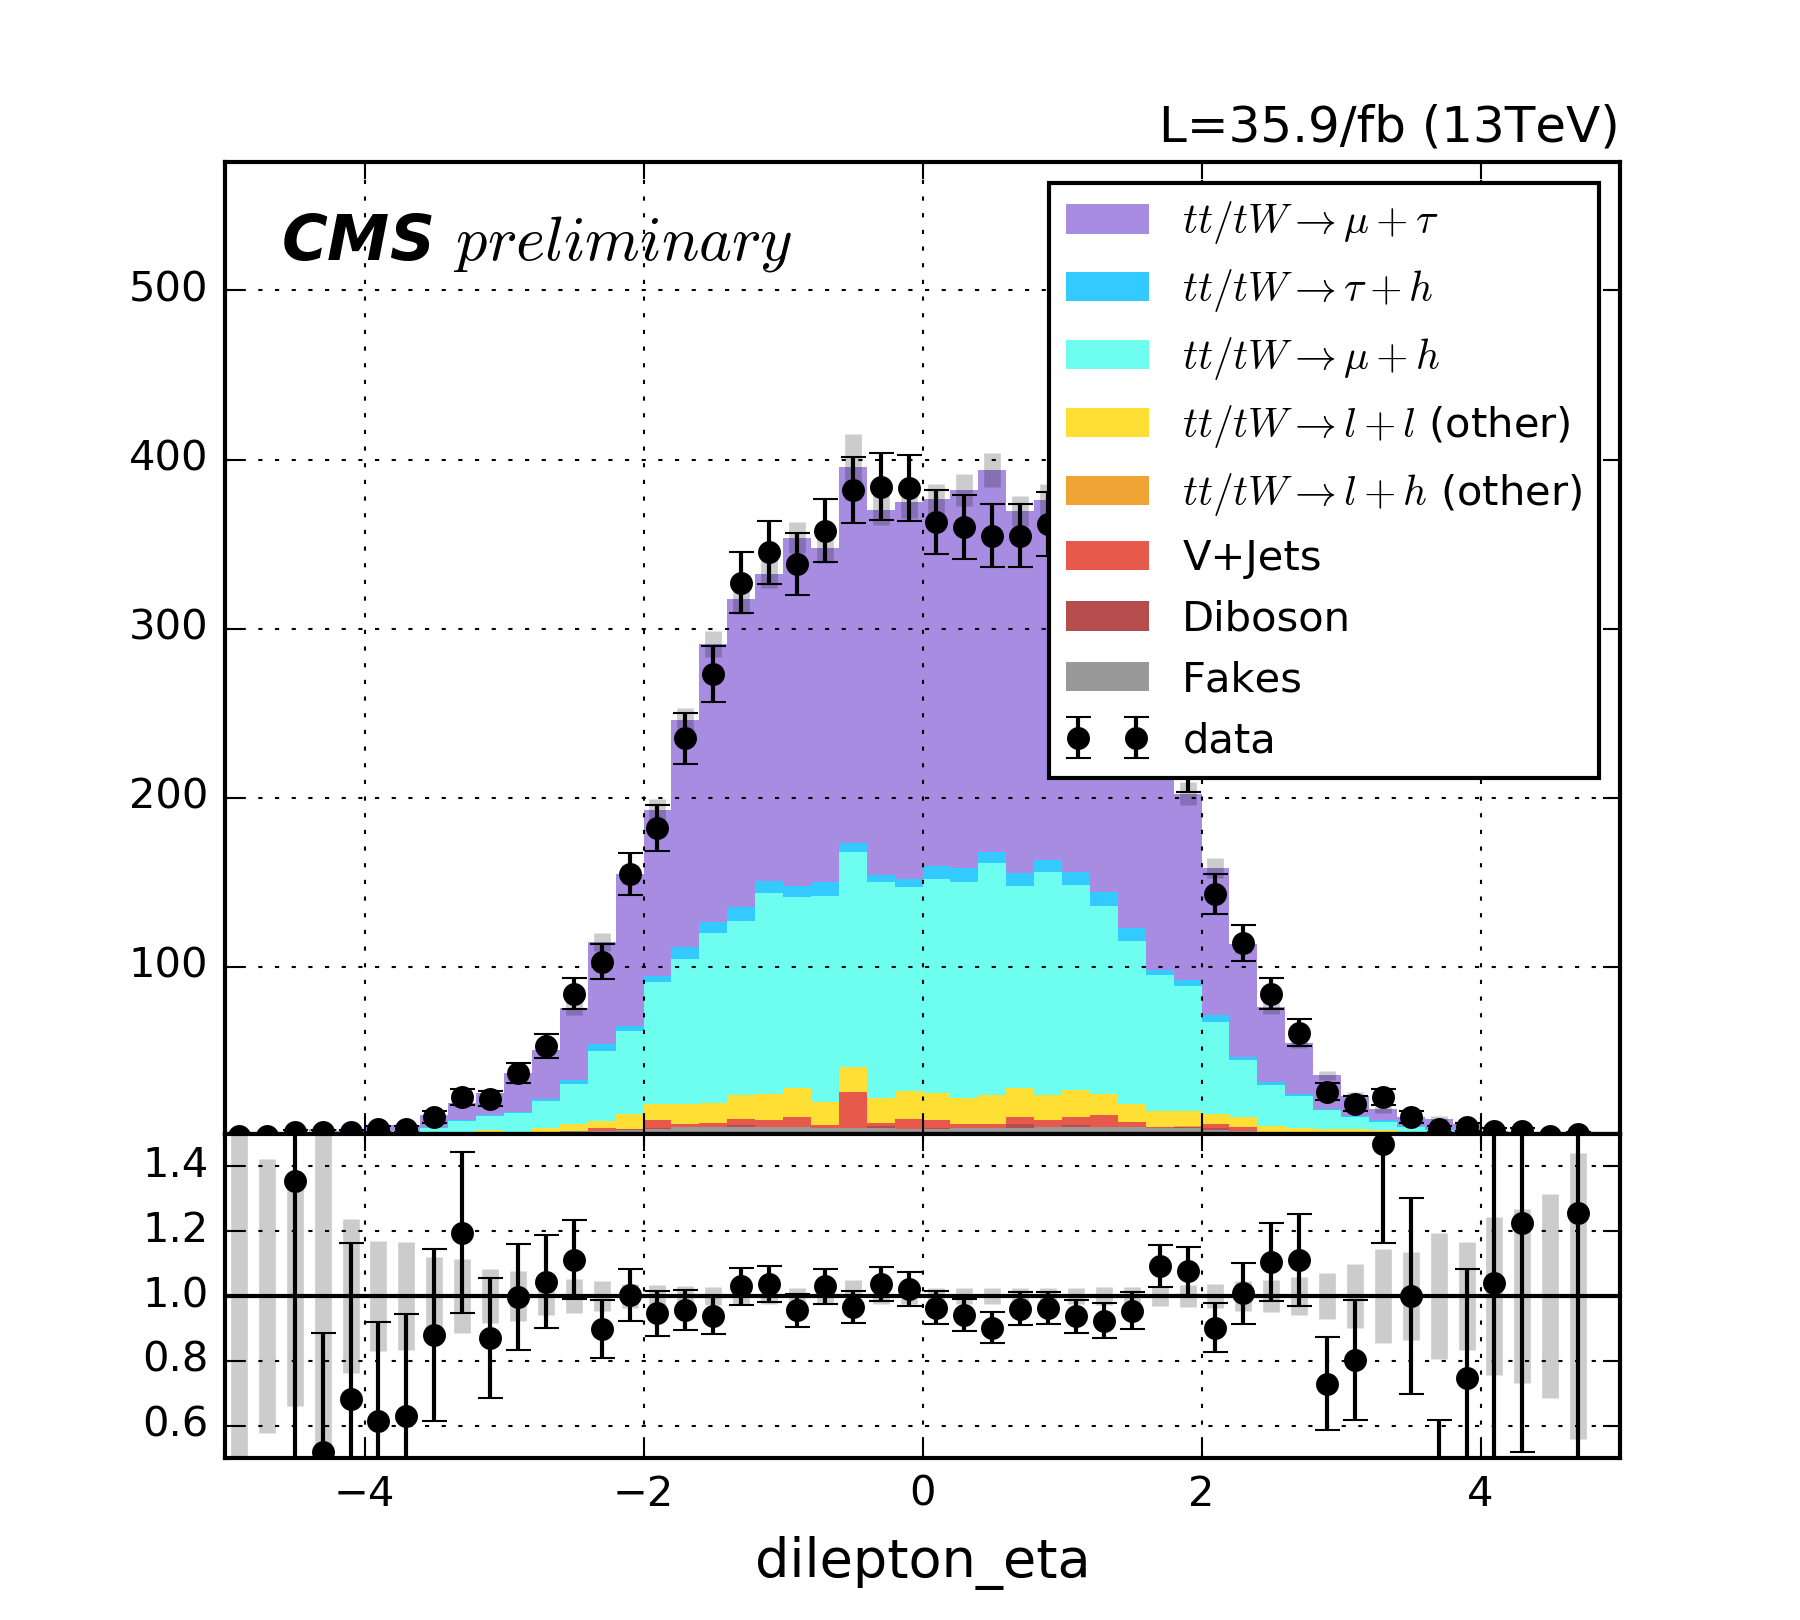 L=35.9/fb (13TeV)
CMS preliminary
tt/tW→μ+τ
tt/tW→τ+h
tt/tW→μ+h
tt/tW→l+l (other)
tt/tW→l+h (other)
V+Jets
Diboson
Fakes
data
500
400
300
200
100
1.4
1.2
1.0
0.8
0.6
−4 −2 0 2 4
dilepton_eta